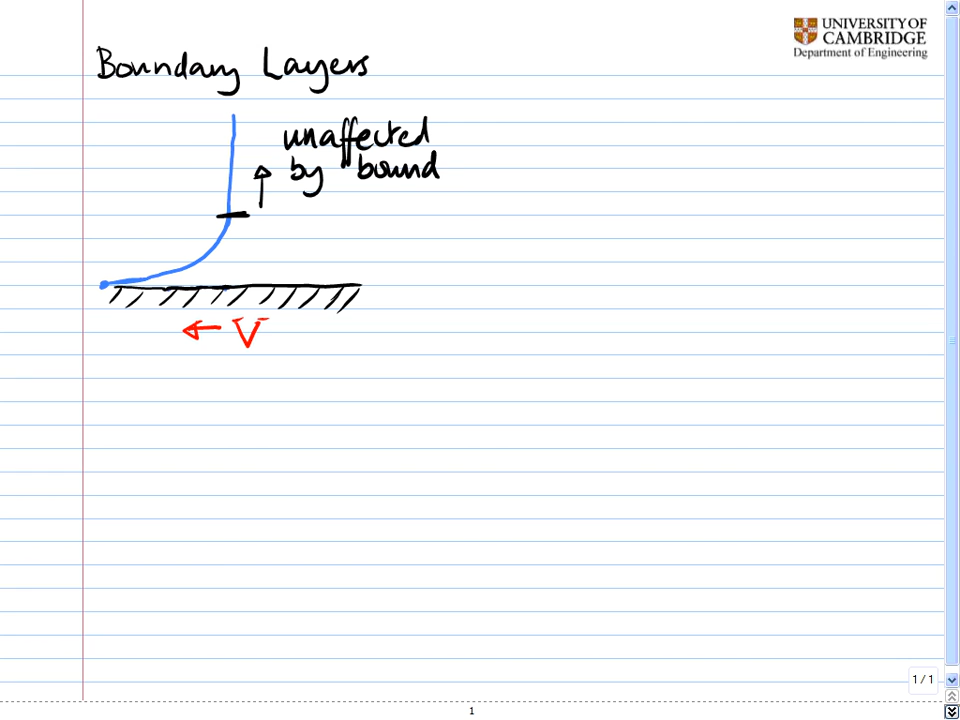 UNIVERSITY OF
CAMBRIDGE
Department of Engineering
Boundary Layers
unaffected
by bound
V
1 / 1
1